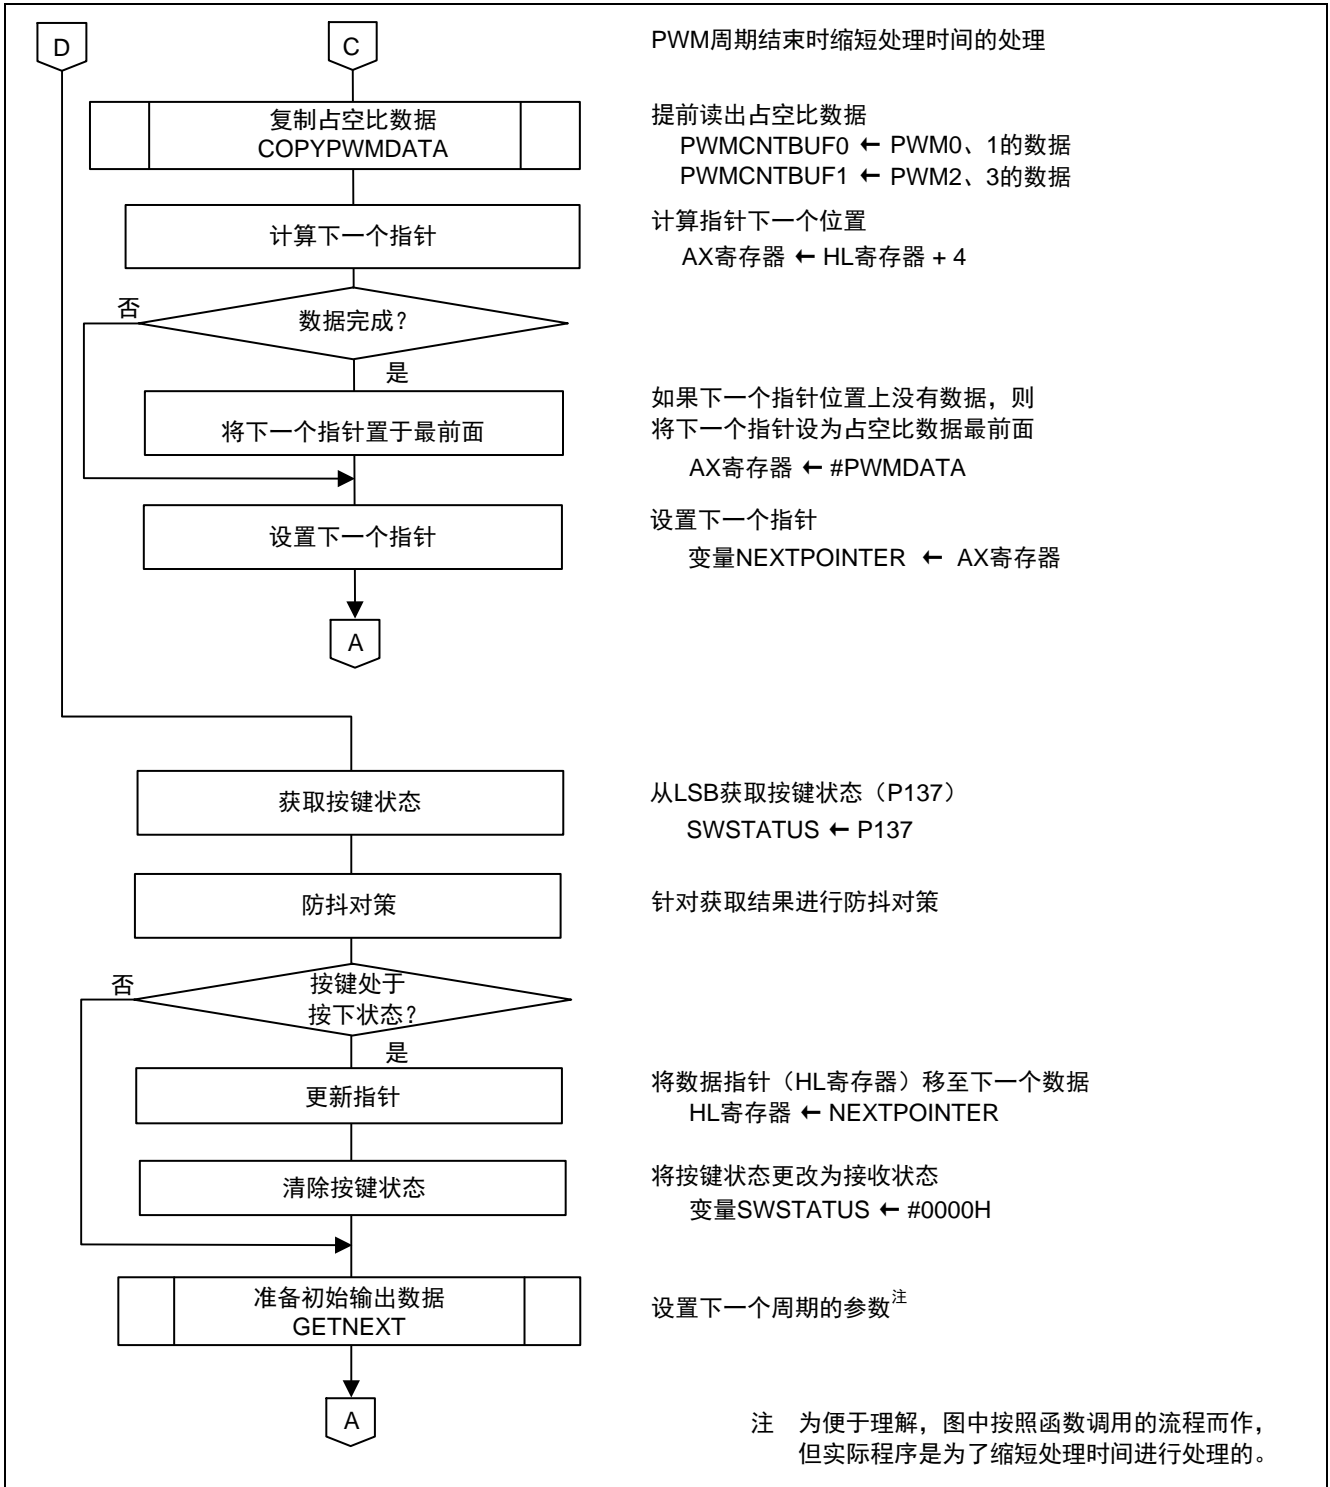 D
C
PWM周期结束时缩短处理时间的处理
复制占空比数据
COPYPWMDATA
提前读出占空比数据
PWMCNTBUF0 ← PWM0、1的数据
PWMCNTBUF1 ← PWM2、3的数据
计算下一个指针
计算指针下一个位置
AX寄存器 ← HL寄存器 + 4
否
数据完成?
是
将下一个指针置于最前面
如果下一个指针位置上没有数据，则
将下一个指针设为占空比数据最前面
AX寄存器 ← #PWMDATA
设置下一个指针
设置下一个指针
变量NEXTPOINTER ← AX寄存器
A
获取按键状态
从LSB获取按键状态（P137）
SWSTATUS ← P137
防抖对策
针对获取结果进行防抖对策
否
按键处于
按下状态?
是
更新指针
将数据指针（HL寄存器）移至下一个数据
HL寄存器 ← NEXTPOINTER
清除按键状态
将按键状态更改为接收状态
变量SWSTATUS ← #0000H
准备初始输出数据
GETNEXT
设置下一个周期的参数注
A
注 为便于理解，图中按照函数调用的流程而作，
但实际程序是为了缩短处理时间进行处理的。